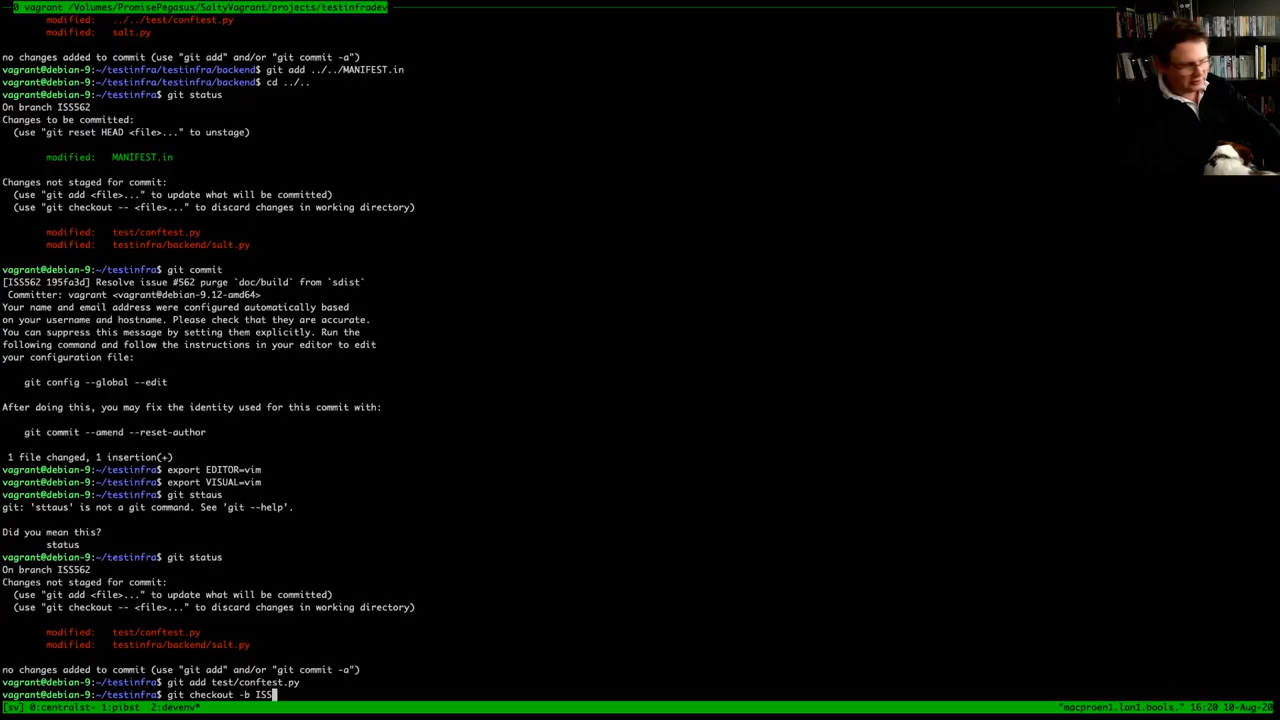 0 vagrant /Volumes/PromisePegasus/SaltyVagrant/projects/testinfradev
modified:   ../../test/conftest.py
modified:   salt.py
no changes added to commit (use "git add" and/or "git commit -a")
vagrant@debian-9:~/testinfra/testinfra/backend$ git add ../../MANIFEST.in
vagrant@debian-9:~/testinfra/testinfra/backend$ cd ../..
vagrant@debian-9:~/testinfra$ git status
On branch ISS562
Changes to be committed:
(use "git reset HEAD <file>..." to unstage)
modified:   MANIFEST.in
Changes not staged for commit:
(use "git add <file>..." to update what will be committed)
(use "git checkout -- <file>..." to discard changes in working directory)
modified:   test/conftest.py
modified:   testinfra/backend/salt.py
vagrant@debian-9:~/testinfra$ git commit
[ISS562 195fa3d] Resolve issue #562 purge `doc/build` from `sdist`
Committer: vagrant <vagrant@debian-9.12-amd64>
Your name and email address were configured automatically based
on your username and hostname. Please check that they are accurate.
You can suppress this message by setting them explicitly. Run the
following command and follow the instructions in your editor to edit
your configuration file:
git config --global --edit
After doing this, you may fix the identity used for this commit with:
git commit --amend --reset-author
1 file changed, 1 insertion(+)
vagrant@debian-9:~/testinfra$ export EDITOR=vim
vagrant@debian-9:~/testinfra$ export VISUAL=vim
vagrant@debian-9:~/testinfra$ git sttaus
git: 'sttaus' is not a git command. See 'git --help'.
Did you mean this?
status
vagrant@debian-9:~/testinfra$ git status
On branch ISS562
Changes not staged for commit:
(use "git add <file>..." to update what will be committed)
(use "git checkout -- <file>..." to discard changes in working directory)
modified:   test/conftest.py
modified:   testinfra/backend/salt.py
no changes added to commit (use "git add" and/or "git commit -a")
vagrant@debian-9:~/testinfra$ git add test/conftest.py
vagrant@debian-9:~/testinfra$ git checkout -b ISS
[sv] 0:centralst- 1:pibst  2:devenv* "macproen1.lan1.bools." 16:20 10-Aug-20